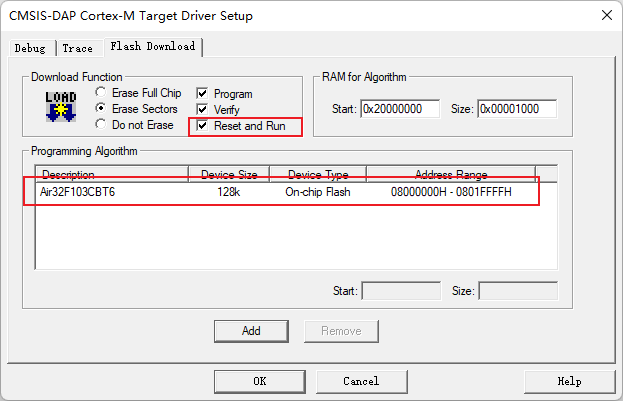 CMSIS-DAP Cortex-M Target Driver Setup
Debug Trace Flash Download
Download Function
LOAD
Erase Full Chip
Erase Sectors
Do not Erase
Program
Verify
Reset and Run
RAM for Algorithm
Start: 0x20000000 Size: 0x00001000
Programming Algorithm
Description Device Size Device Type Address Range
Air32F103CBT6 128k On-chip Flash 08000000H - 0801FFFFH
Start: Size:
Add Remove
OK Cancel Help